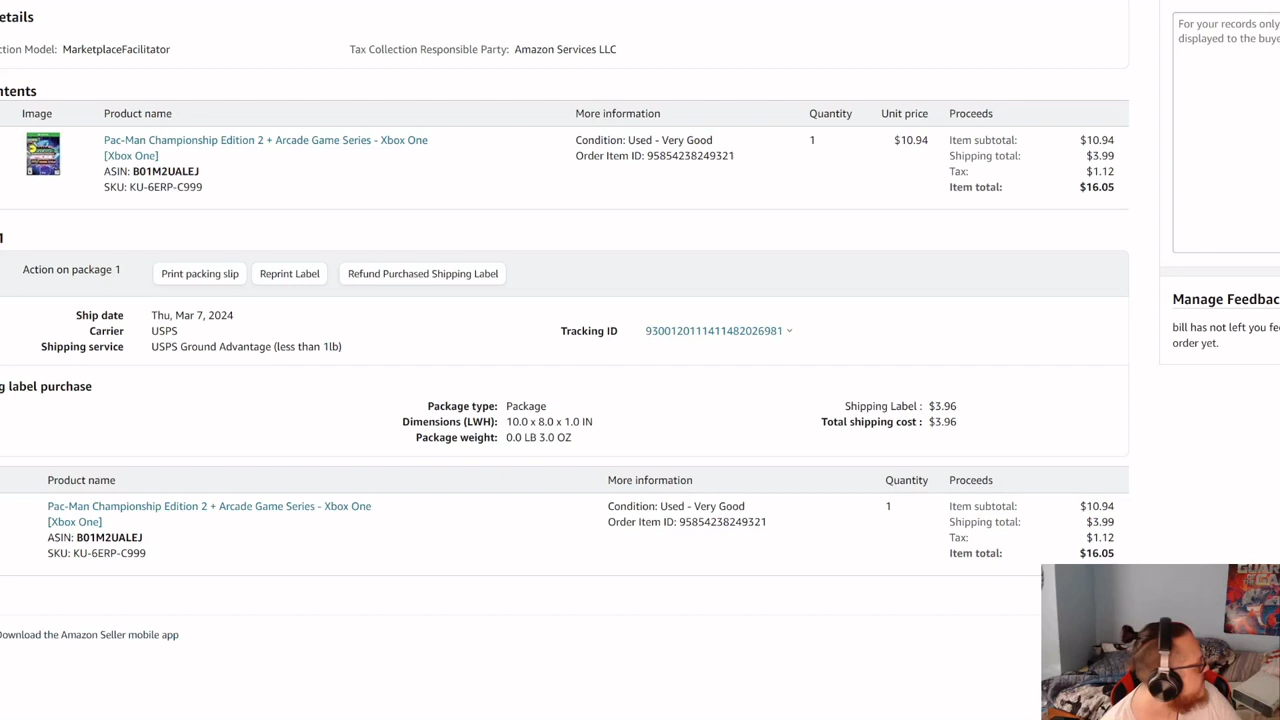 etails
ction Model: MarketplaceFacilitator
Tax Collection Responsible Party: Amazon Services LLC
For your records only
displayed to the buye
ntents
Image Product name More information Quantity Unit price Proceeds
Pac-Man Championship Edition 2 + Arcade Game Series - Xbox One
[Xbox One]
ASIN: B01M2UALEJ
SKU: KU-6ERP-C999
Condition: Used - Very Good
Order Item ID: 95854238249321
1
$10.94
Item subtotal: $10.94
Shipping total: $3.99
Tax: $1.12
Item total: $16.05
1
Action on package 1
Print packing slip
Reprint Label
Refund Purchased Shipping Label
Ship date Thu, Mar 7, 2024
Carrier USPS
Shipping service USPS Ground Advantage (less than 1lb)
Tracking ID 9300120111411482026981
Manage Feedbac
bill has not left you fe
order yet.
g label purchase
Package type: Package
Dimensions (LWH): 10.0 x 8.0 x 1.0 IN
Package weight: 0.0 LB 3.0 OZ
Shipping Label : $3.96
Total shipping cost : $3.96
Product name More information Quantity Proceeds
Pac-Man Championship Edition 2 + Arcade Game Series - Xbox One
[Xbox One]
ASIN: B01M2UALEJ
SKU: KU-6ERP-C999
Condition: Used - Very Good
Order Item ID: 95854238249321
1
Item subtotal: $10.94
Shipping total: $3.99
Tax: $1.12
Item total: $16.05
Download the Amazon Seller mobile app